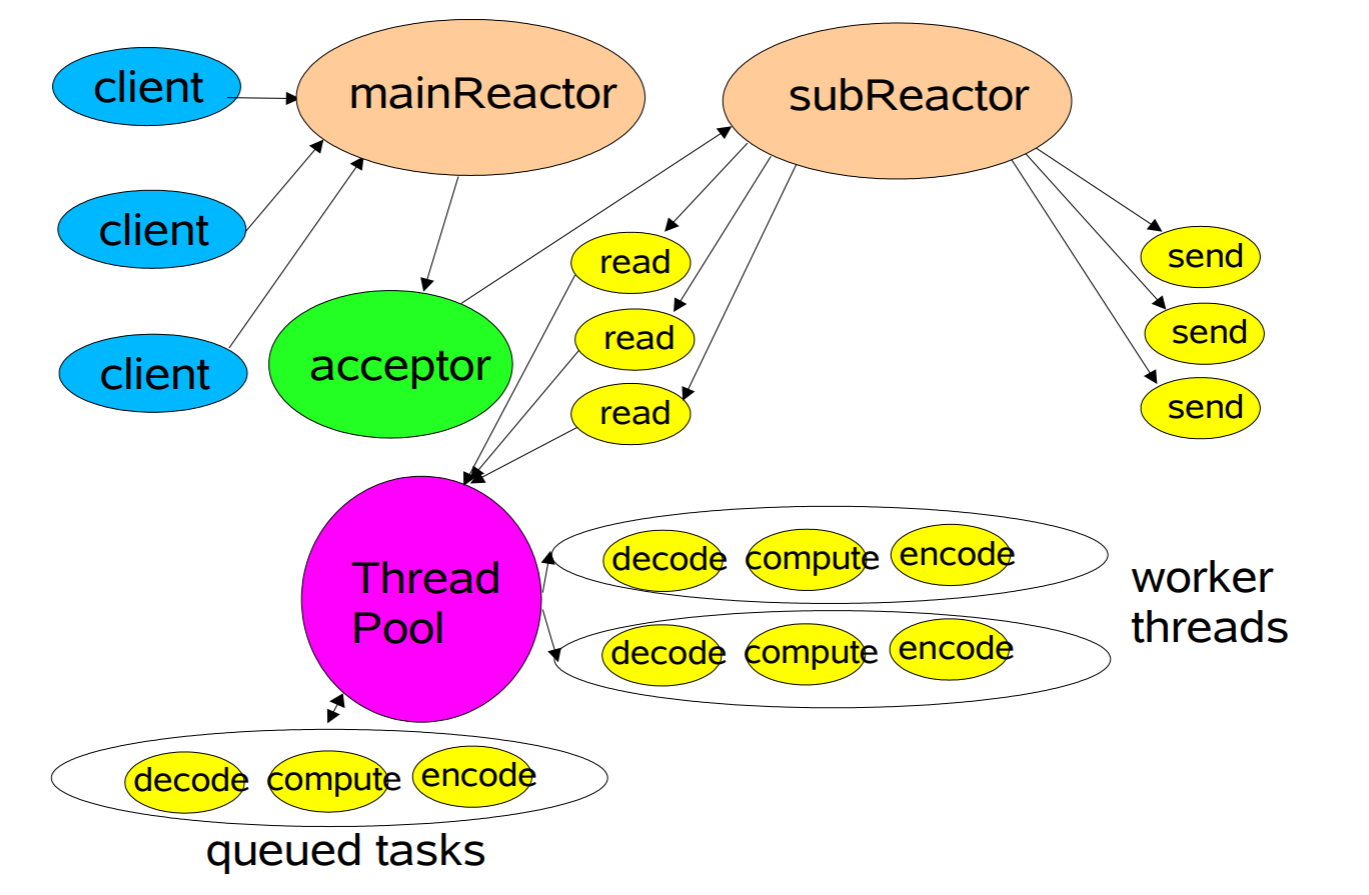 client
mainReactor
subReactor
client
client
acceptor
read
read
read
send
send
send
Thread
Pool
decode compute encode
decode compute encode
worker
threads
decode compute encode
queued tasks